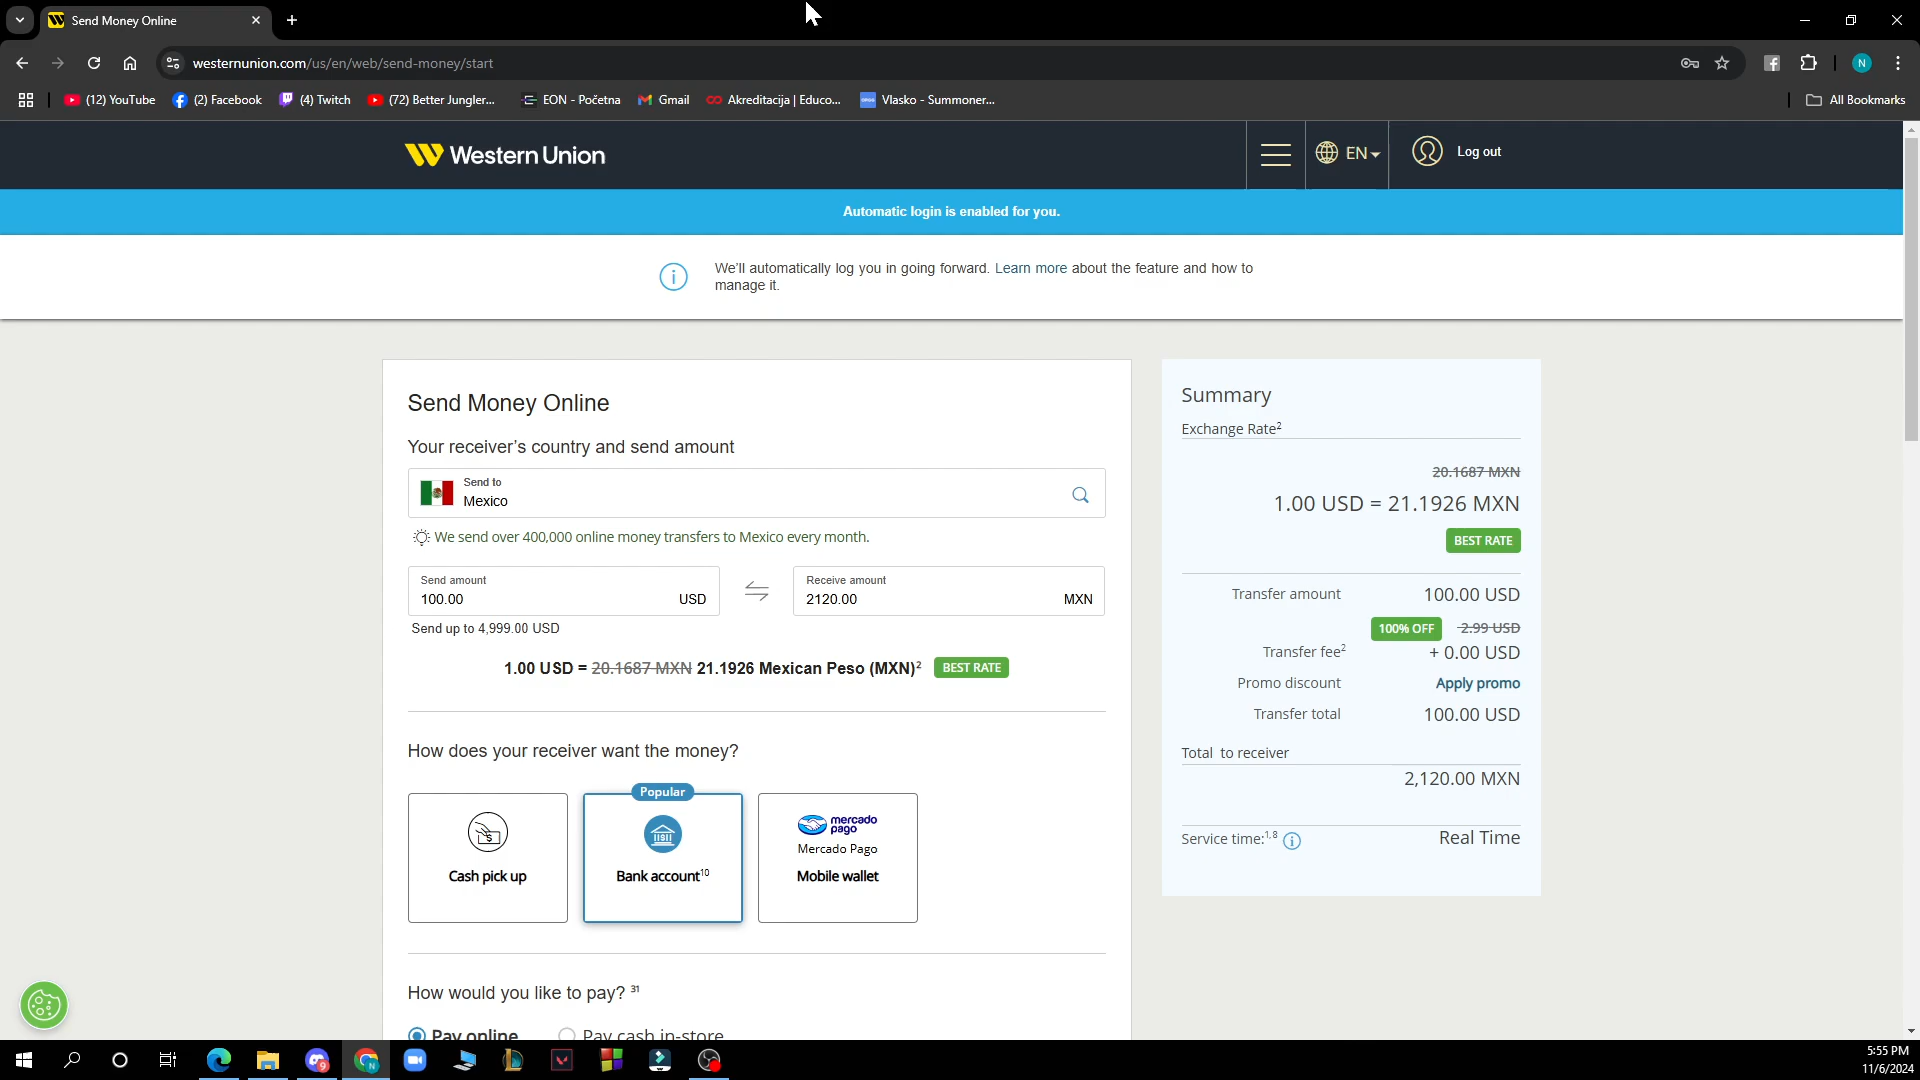 Send Money Online
westernunion.com/us/en/web/send-money/start
N
(12) YouTube
(2) Facebook
(4) Twitch
(72) Better Jungler...
EON - Početna
Gmail
Akreditacija | Educo...
Vlasko - Summoner...
All Bookmarks
Western Union
EN
Log out
Automatic login is enabled for you.
We'll automatically log you in going forward. Learn more about the feature and how to
manage it.
Send Money Online
Your receiver's country and send amount
Send to
Mexico
We send over 400,000 online money transfers to Mexico every month.
Send amount
100.00 USD
Receive amount
2120.00 MXN
Send up to 4,999.00 USD
1.00 USD = 20.1687 MXN 21.1926 Mexican Peso (MXN)2 BEST RATE
How does your receiver want the money?
Popular
Cash pick up
Bank account10
mercado
pago
Mercado Pago
Mobile wallet
How would you like to pay? 31
Pay online
Pay cash in-store
Summary
Exchange Rate2
20.1687 MXN
1.00 USD = 21.1926 MXN
BEST RATE
Transfer amount 100.00 USD
100% OFF 2.99 USD
Transfer fee2 + 0.00 USD
Promo discount Apply promo
Transfer total 100.00 USD
Total to receiver
2,120.00 MXN
Service time:1,8 Real Time
5:55 PM
11/6/2024